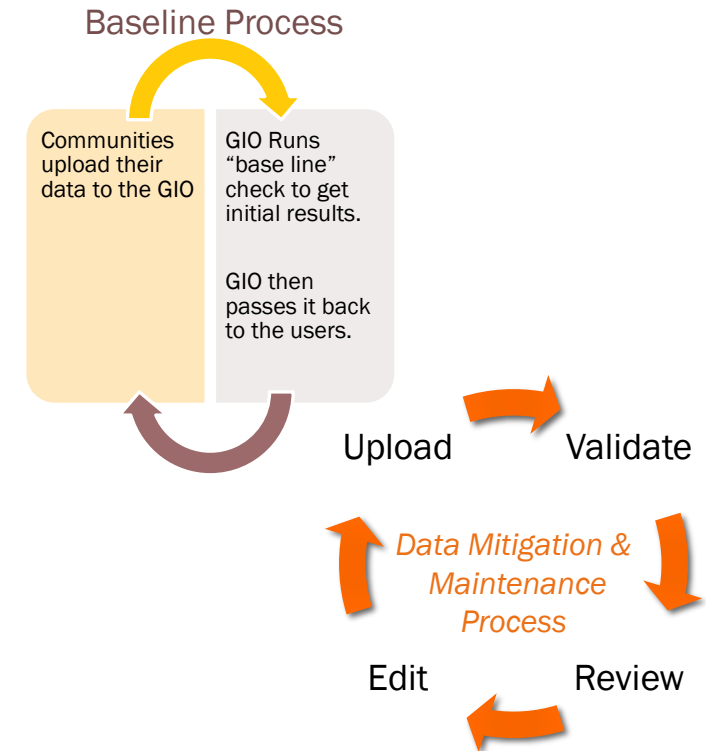 Baseline Process
Communities
upload their
data to the GIO
GIO Runs
“base line”
check to get
initial results.
GIO then
passes it back
to the users.
Upload
Validate
Data Mitigation &
Maintenance
Process
Edit
Review